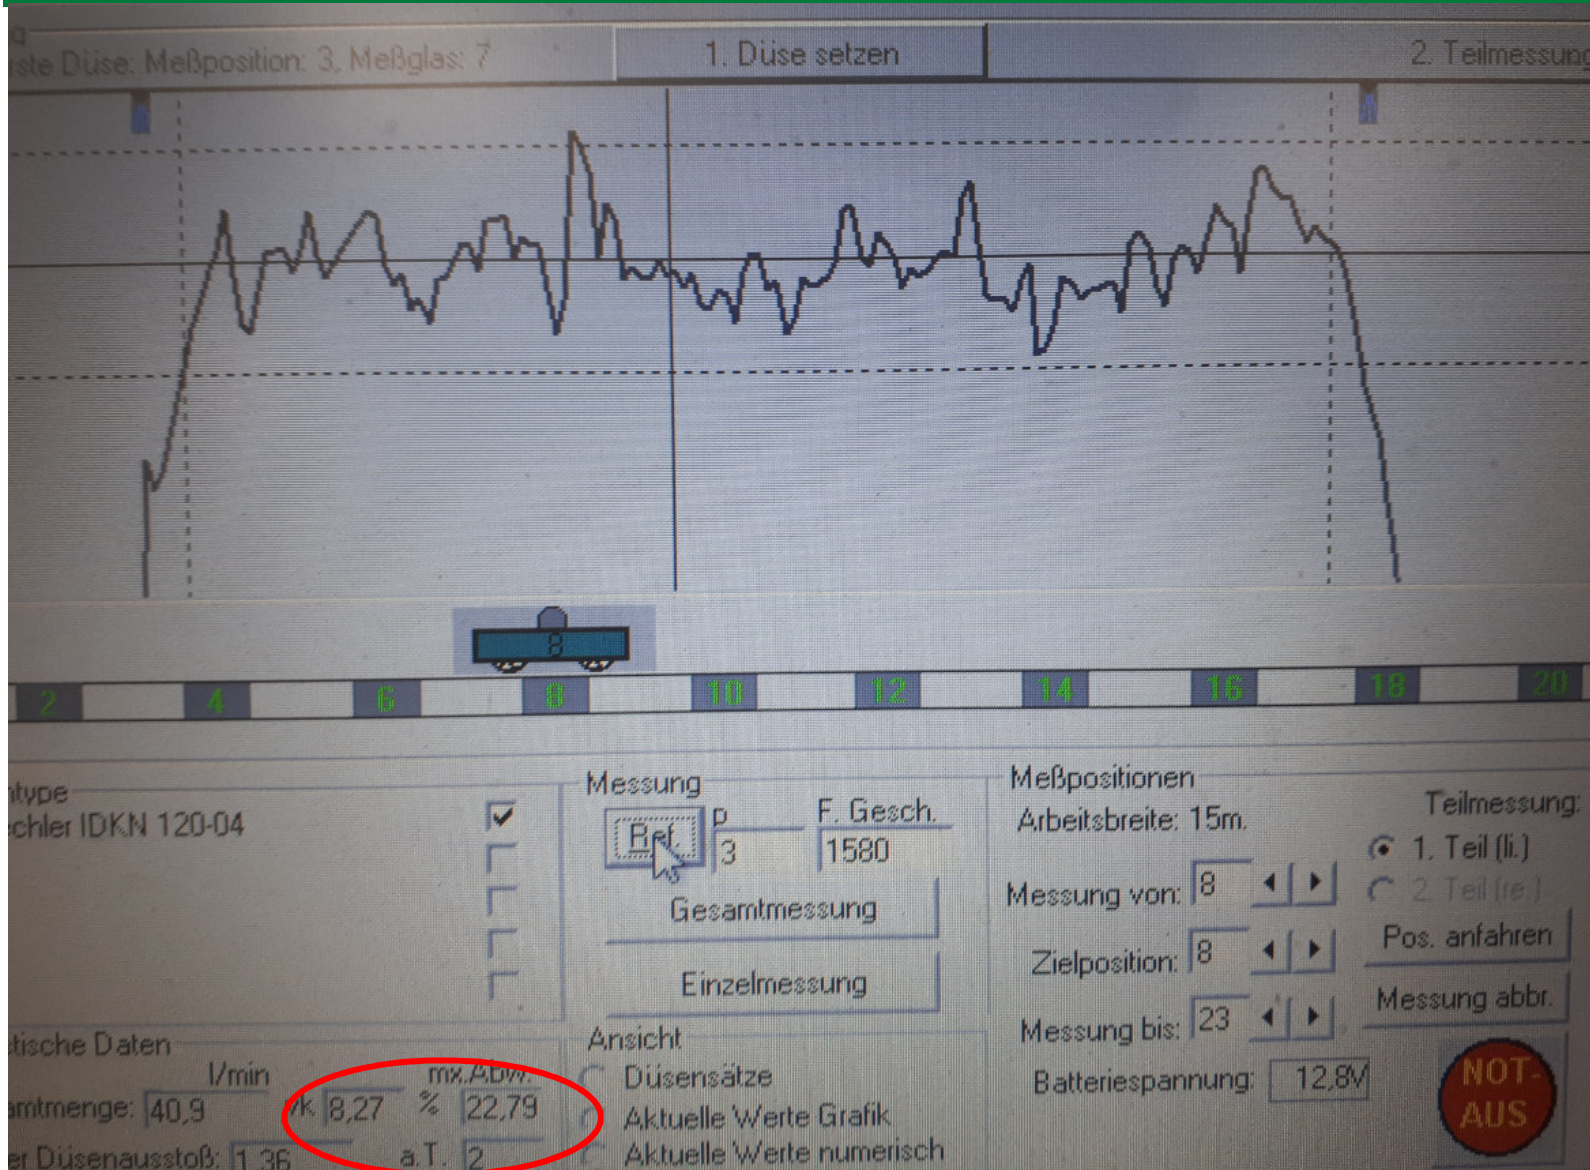 rste Düse: Meßposition: 3, Meßglas: 7
1. Düse setzen
2. Teilmessung
8
2 4 6 8 10 12 14 16 18 20
ntype
chler IDKN 120-04
Messung
Ref.
p
3
F. Gesch.
1580
Gesamtmessung
Einzelmessung
Ansicht
Düsensätze
Aktuelle Werte Grafik
Aktuelle Werte numerisch
Meßpositionen
Arbeitsbreite: 15m.
Messung von: 8
Zielposition: 8
Messung bis: 23
Batteriespannung: 12,8V
Teilmessung:
1. Teil (li.)
2. Teil (re.)
Pos. anfahren
Messung abbr.
NOT-
AUS
tische Daten
l/min
mx.Abw.
amtmenge: 40,9
vk 8,27 % 22,79
er Düsenausstoß: 1,36
a.T. 2